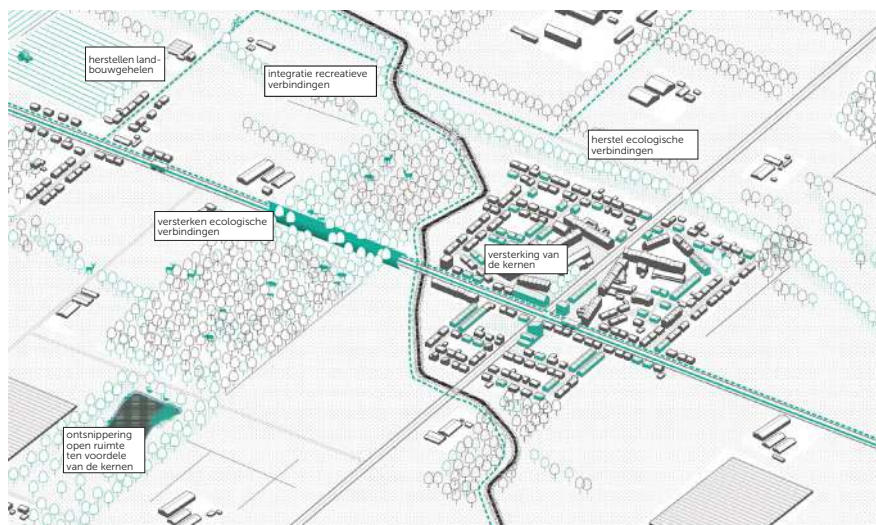 herstellen land-
bouwgehelen
integratie recreatieve
verbindingen
herstel ecologische
verbindingen
versterken ecologische
verbindingen
versterking van
de kernen
ontsnippering
open ruimte
ten voordele
van de kernen